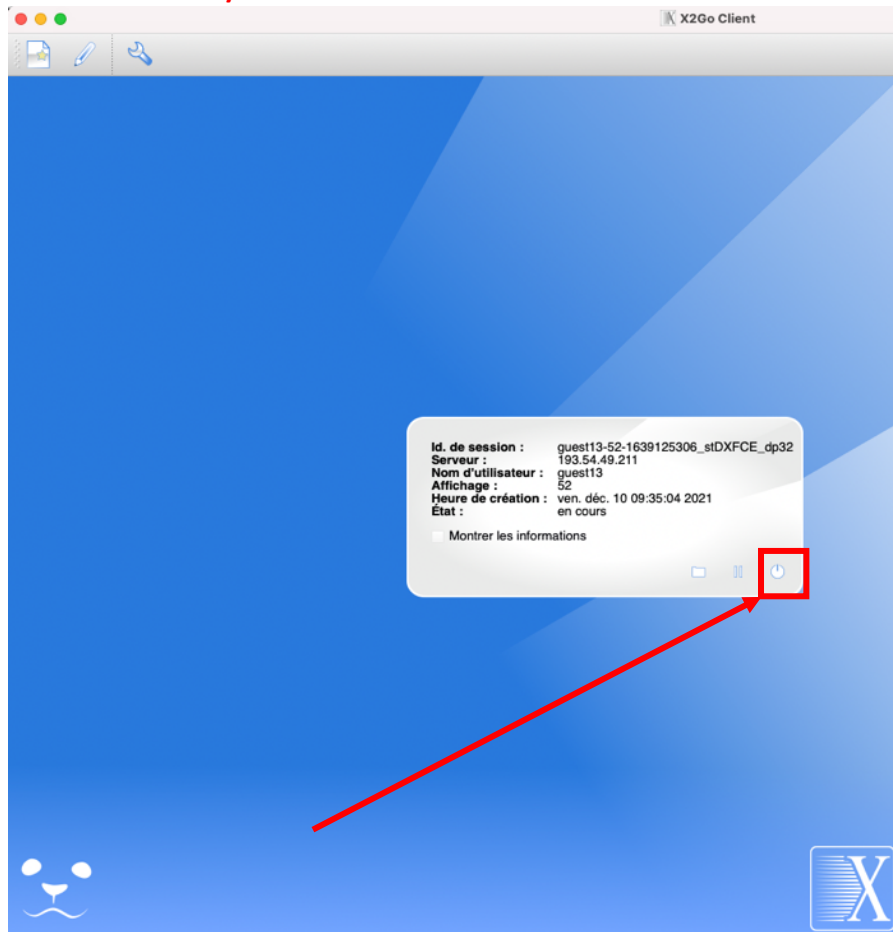 X2Go Client
Id. de session : guest13-52-1639125306_stDXFCE_dp32
Serveur : 193.54.49.211
Nom d'utilisateur : guest13
Affichage : 52
Heure de création : ven. déc. 10 09:35:04 2021
État : en cours
Montrer les informations
X